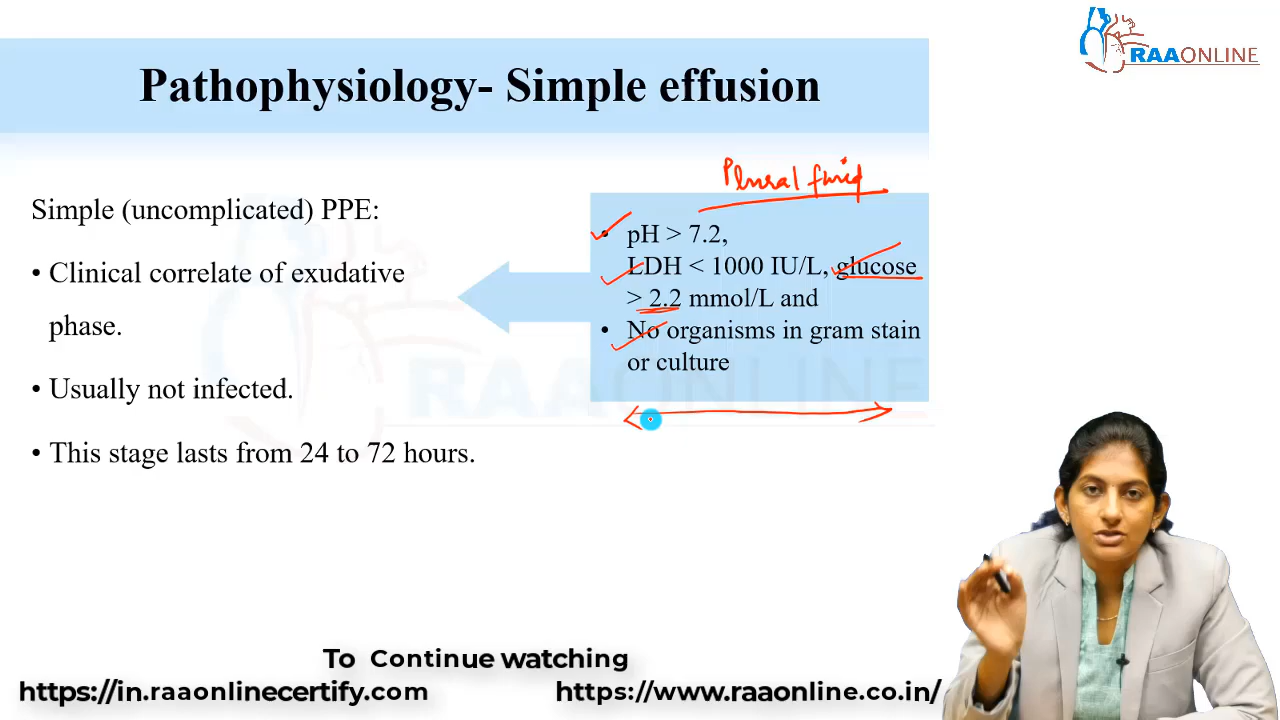 RAAONLINE
Pathophysiology- Simple effusion
Pleural fluid
Simple (uncomplicated) PPE:
• Clinical correlate of exudative
phase.
• Usually not infected.
• This stage lasts from 24 to 72 hours.
• pH > 7.2,
LDH < 1000 IU/L, glucose
> 2.2 mmol/L and
• No organisms in gram stain
or culture
RAAONLINE
To Continue watching
https://in.raaonlinecertify.com https://www.raaonline.co.in/